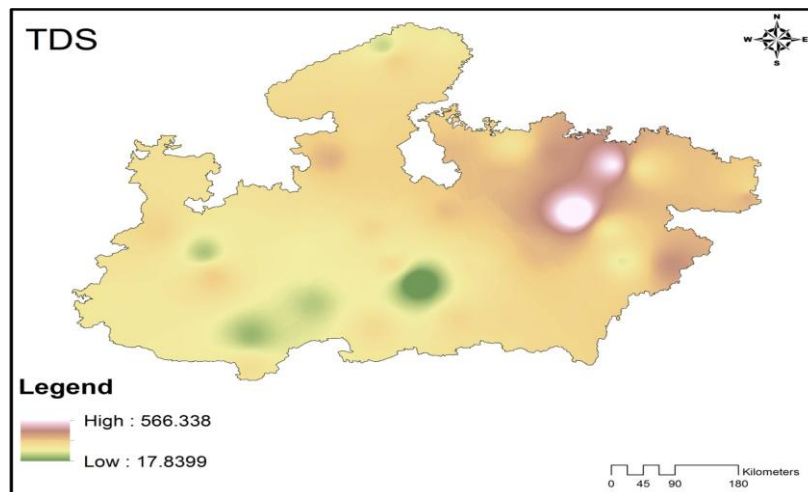 TDS
N
W E
S
Legend
High : 566.338
Low : 17.8399
Kilometers
0 45 90 180